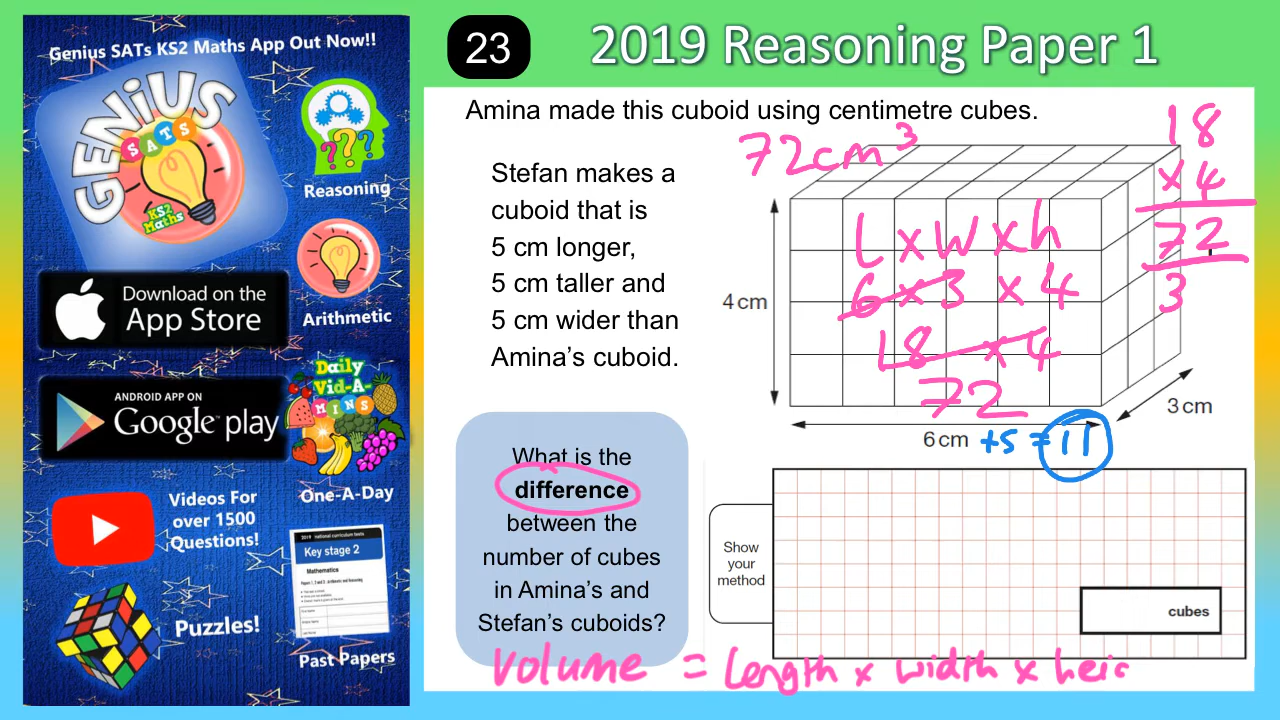 Genius SATs KS2 Maths App Out Now!!
GENiUS
SATS
KS2
Maths
Reasoning
Arithmetic
Download on the
App Store
ANDROID APP ON
Google play
Daily
Vid-A-
MINS
One-A-Day
Videos For
over 1500
Questions!
Puzzles!
2019 national curriculum tests
Key stage 2
Mathematics
Past Papers
23
2019 Reasoning Paper 1
Amina made this cuboid using centimetre cubes.
72cm³
Stefan makes a
cuboid that is
5 cm longer,
5 cm taller and
5 cm wider than
Amina's cuboid.
4 cm
l x w x h
6 x 3 x 4
18 x 4
72
18
x 4
72
3
3 cm
6 cm +5 = 11
What is the
difference
between the
number of cubes
in Amina's and
Stefan's cuboids?
Show
your
method
cubes
Volume = length x width x heig